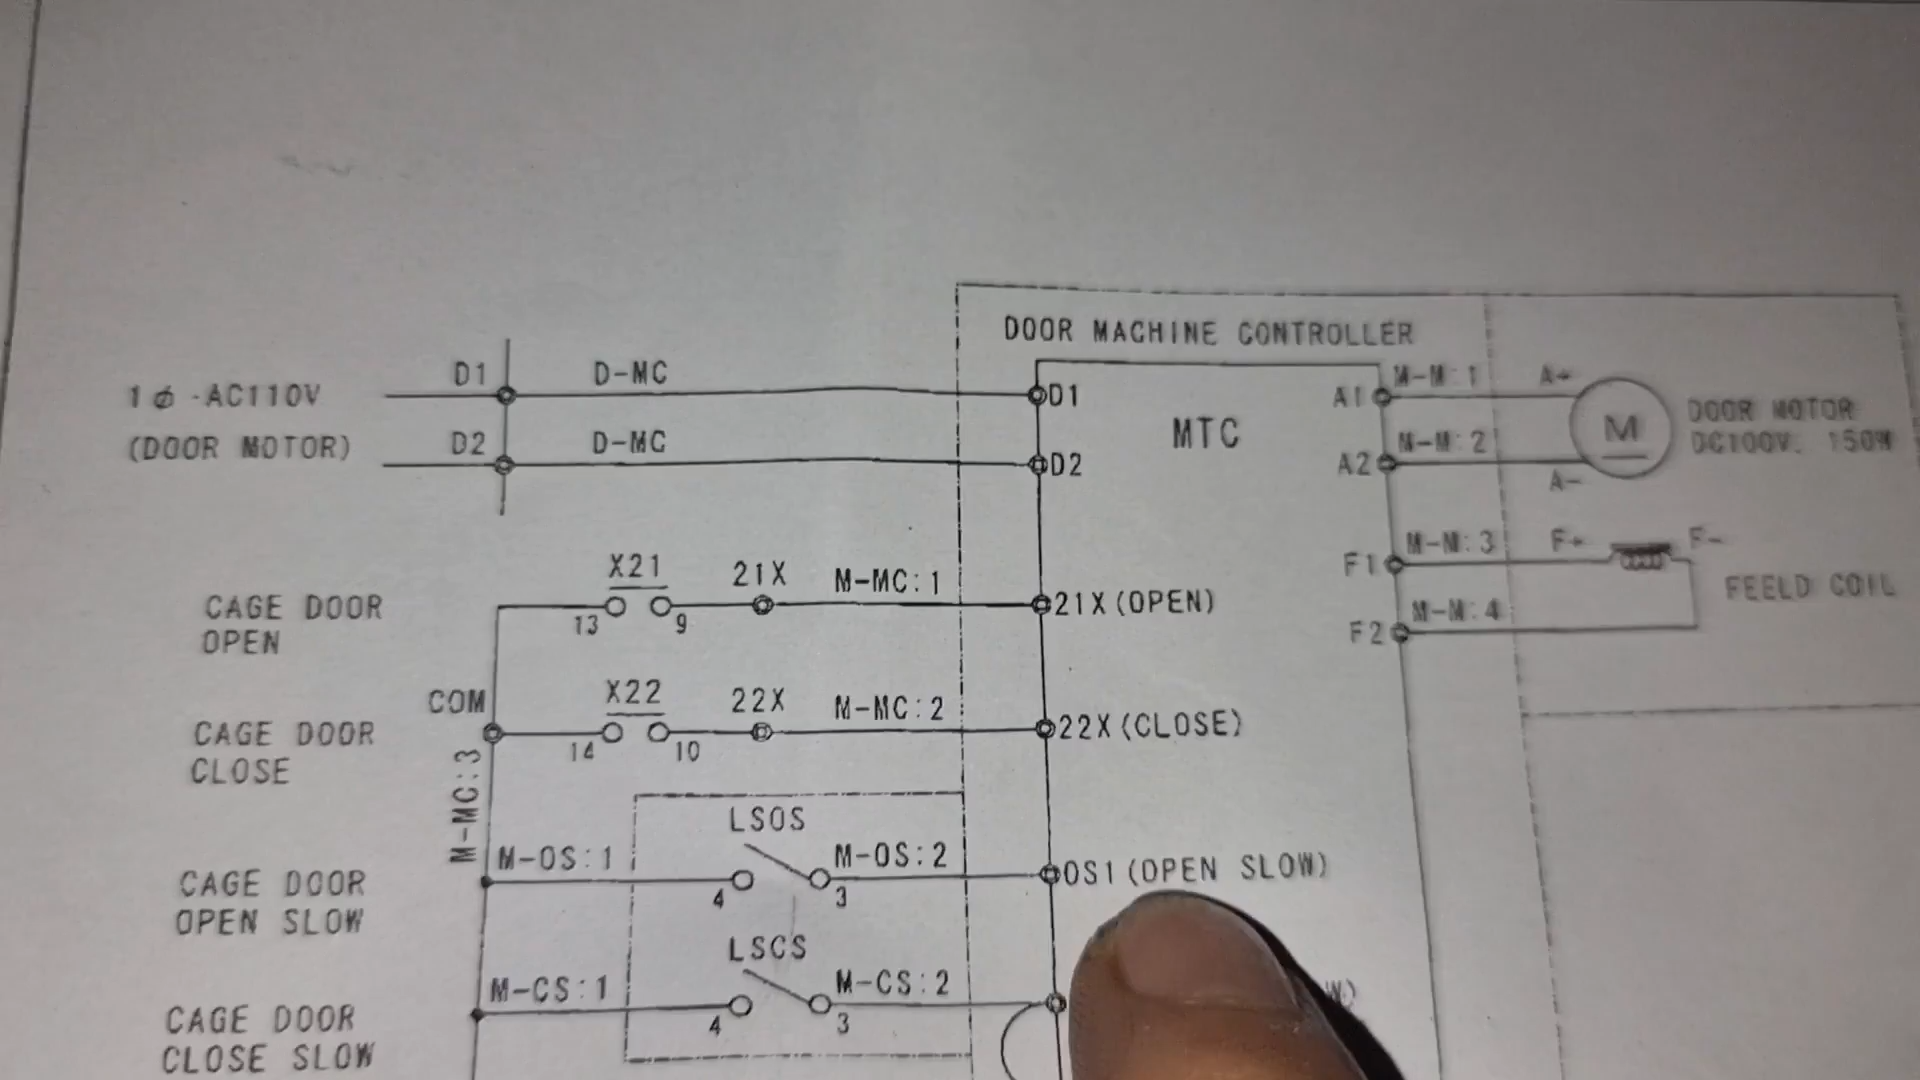 DOOR MACHINE CONTROLLER
1φ-AC110V
(DOOR MOTOR)
D1
D-MC
D1
D2
D-MC
D2
MTC
A1
M-M:1
A+
A2
M-M:2
A-
M
DOOR MOTOR
DC100V. 150W
F1
M-M:3
F+
F-
F2
M-M:4
FEELD COIL
CAGE DOOR
OPEN
X21
13
9
21X
M-MC:1
21X(OPEN)
COM
M-MC:3
CAGE DOOR
CLOSE
X22
14
10
22X
M-MC:2
22X(CLOSE)
CAGE DOOR
OPEN SLOW
M-OS:1
LSOS
4
3
M-OS:2
OS1(OPEN SLOW)
CAGE DOOR
CLOSE SLOW
M-CS:1
LSCS
4
3
M-CS:2